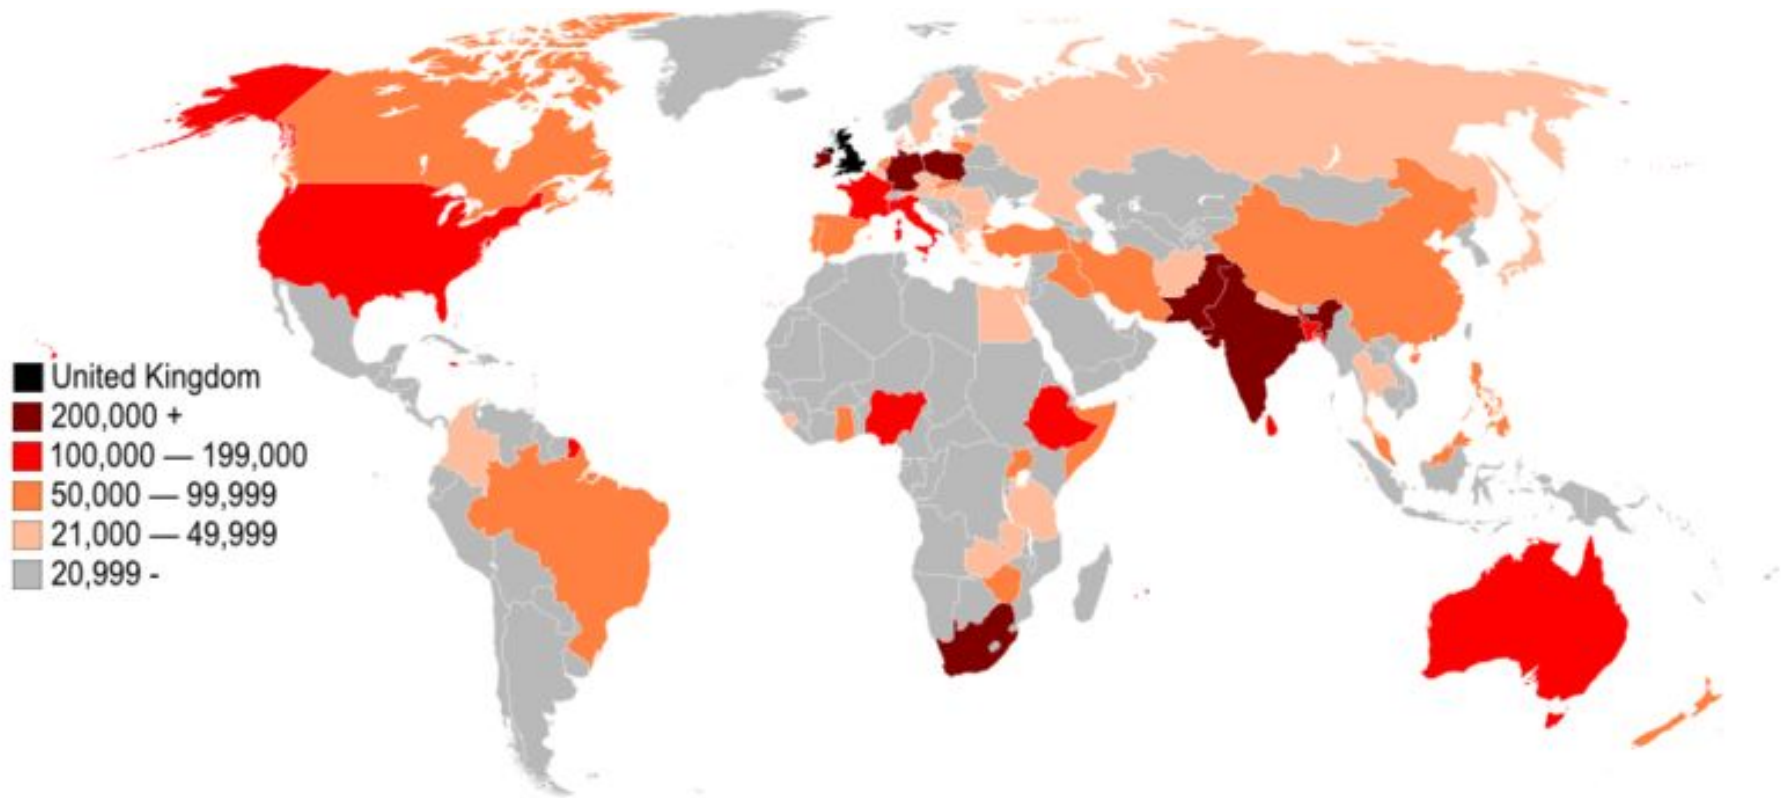 United Kingdom
200,000 +
100,000 — 199,000
50,000 — 99,999
21,000 — 49,999
20,999 -